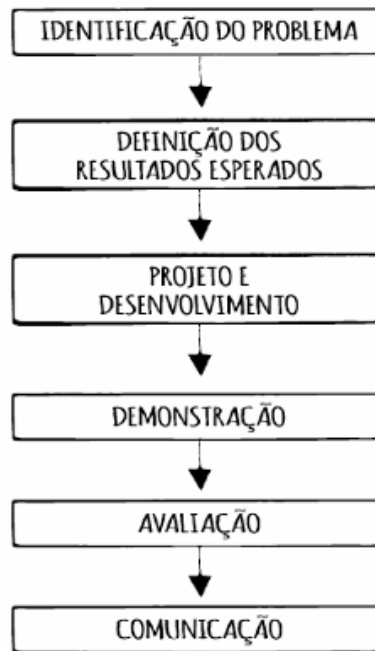 IDENTIFICAÇÃO DO PROBLEMA
DEFINIÇÃO DOS
RESULTADOS ESPERADOS
PROJETO E
DESENVOLVIMENTO
DEMONSTRAÇÃO
AVALIAÇÃO
COMUNICAÇÃO